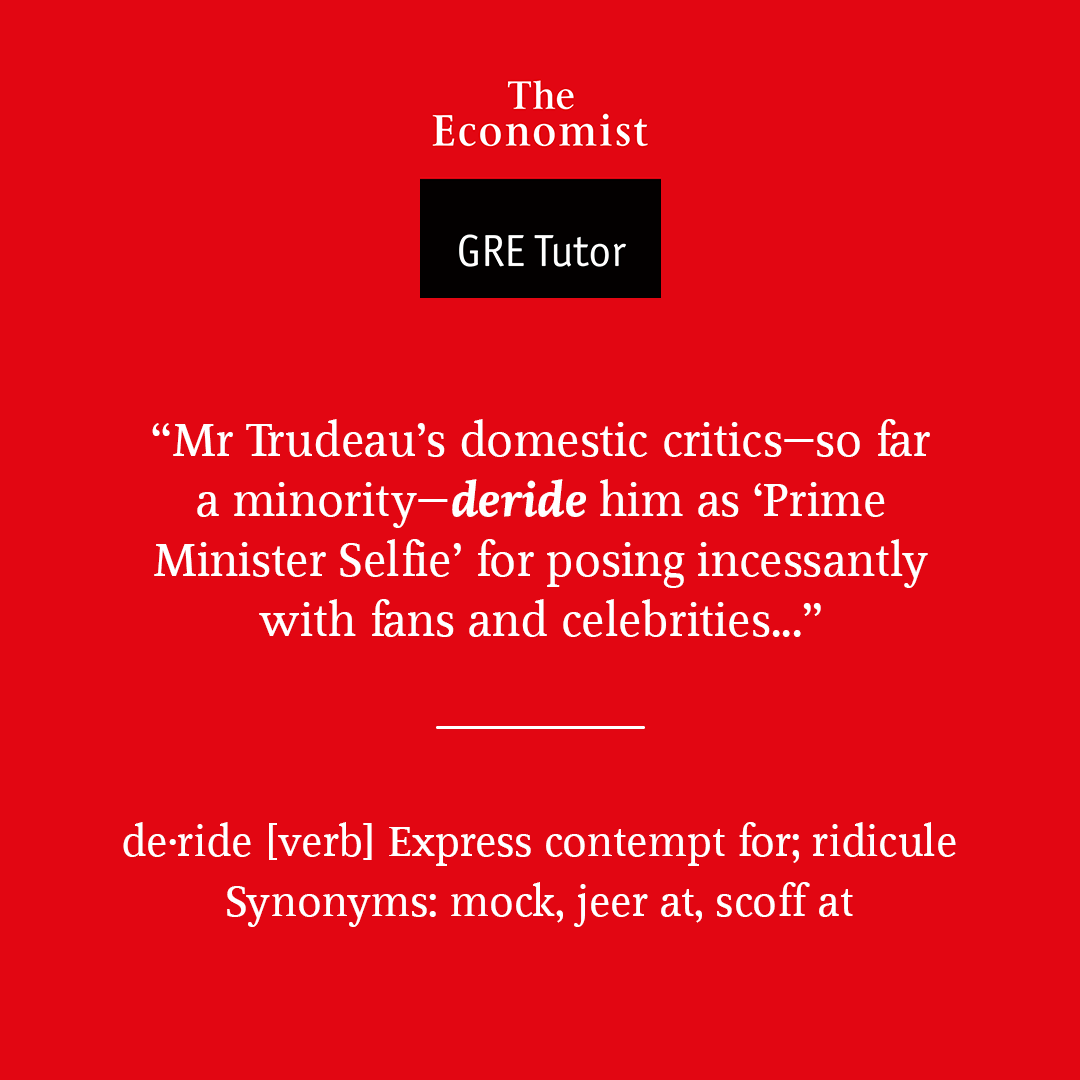 The
Economist
GRE Tutor
“Mr Trudeau’s domestic critics—so far
a minority—deride him as ‘Prime
Minister Selfie’ for posing incessantly
with fans and celebrities...”
de·ride [verb] Express contempt for; ridicule
Synonyms: mock, jeer at, scoff at